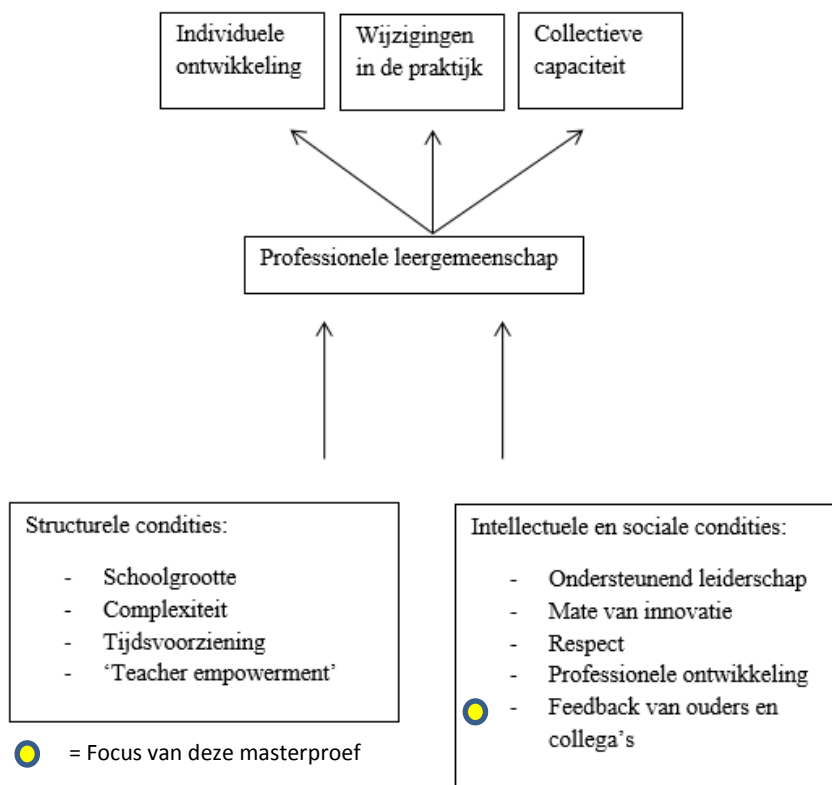 Individuele
ontwikkeling
Wijzigingen
in de praktijk
Collectieve
capaciteit
Professionele leergemeenschap
Structurele condities:
- Schoolgrootte
- Complexiteit
- Tijdsvoorziening
- ‘Teacher empowerment’
Intellectuele en sociale condities:
- Ondersteunend leiderschap
- Mate van innovatie
- Respect
- Professionele ontwikkeling
- Feedback van ouders en
collega’s
= Focus van deze masterproef